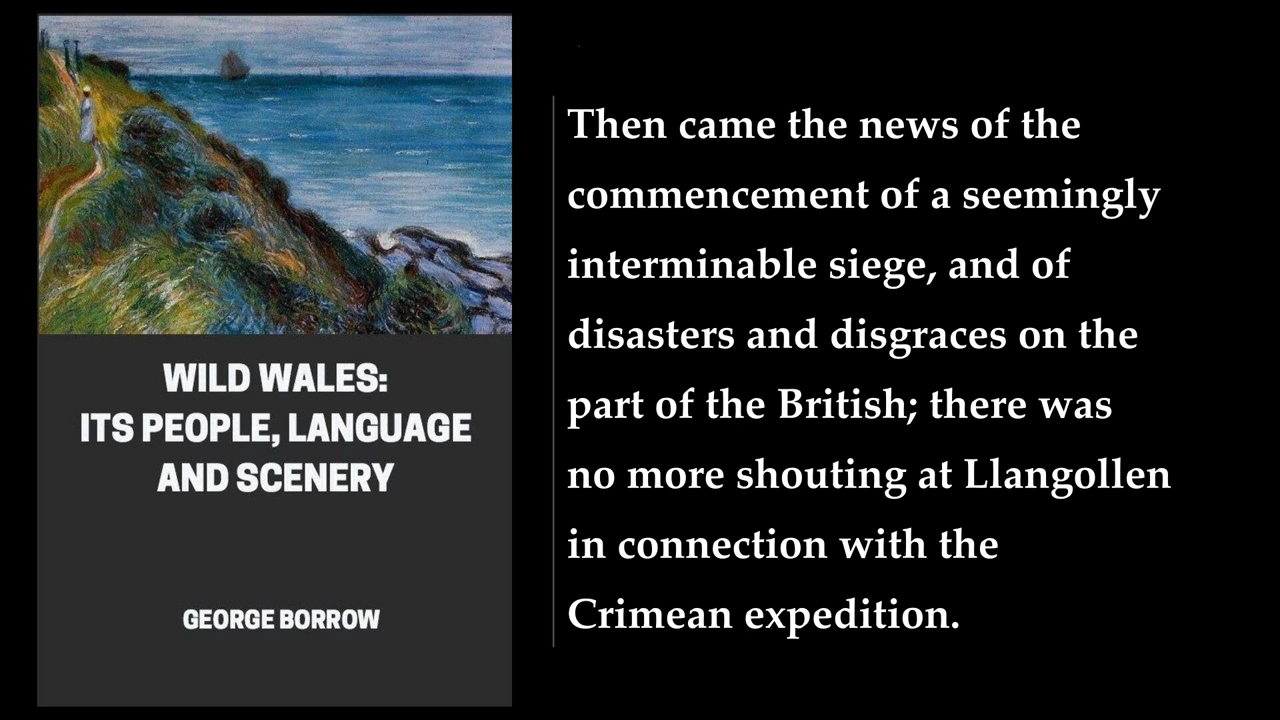 WILD WALES:
ITS PEOPLE, LANGUAGE
AND SCENERY
GEORGE BORROW
Then came the news of the
commencement of a seemingly
interminable siege, and of
disasters and disgraces on the
part of the British; there was
no more shouting at Llangollen
in connection with the
Crimean expedition.